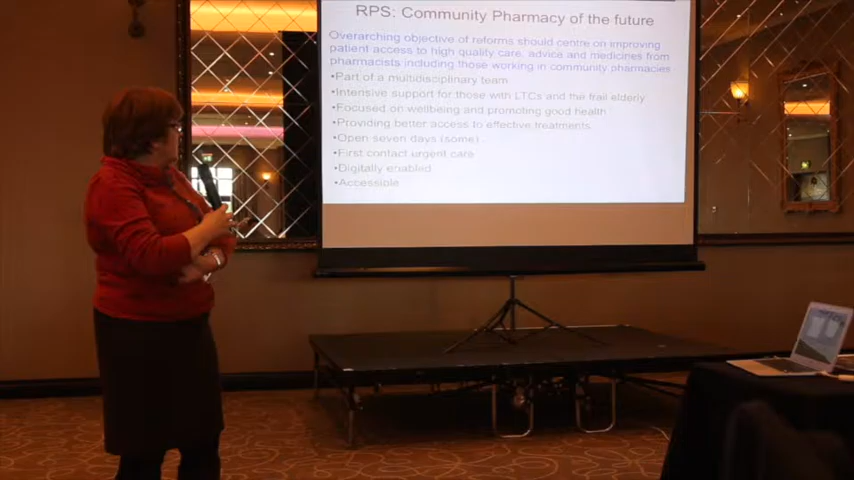 RPS: Community Pharmacy of the future
Overarching objective of reforms should centre on improving
patient access to high quality care, advice and medicines from
pharmacists including those working in community pharmacies
•Part of a multidisciplinary team
•Intensive support for those with LTCs and the frail elderly
•Focused on wellbeing and promoting good health
•Providing better access to effective treatments.
•Open seven days (some) .
•First contact urgent care
•Digitally enabled
•Accessible